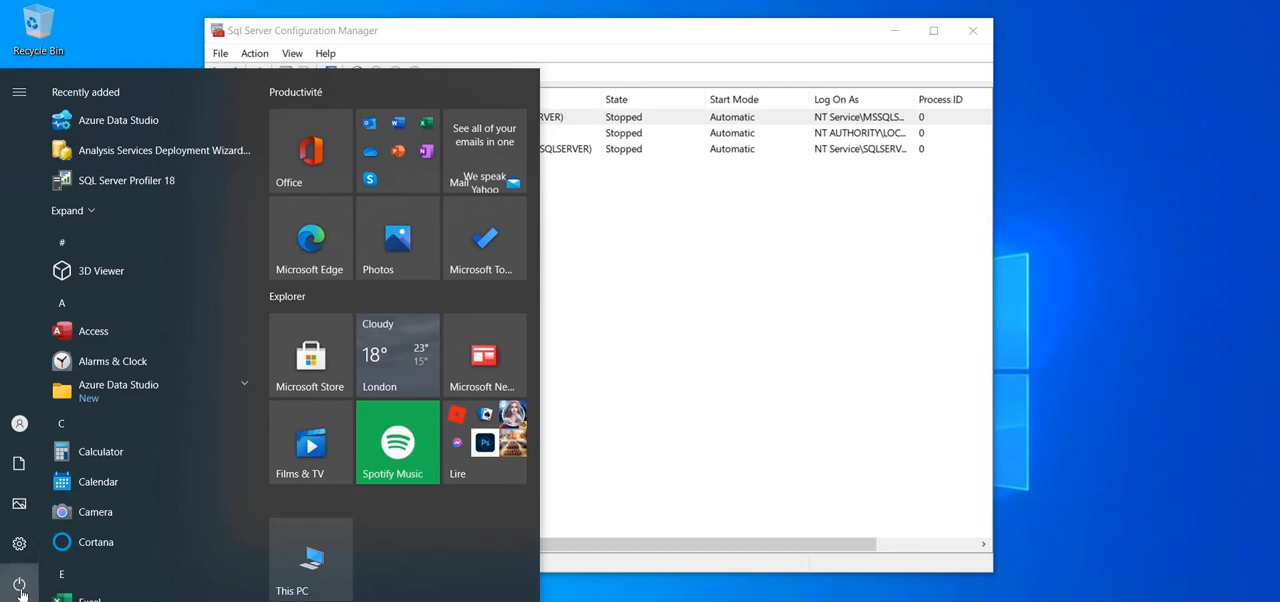 Recycle Bin
Sql Server Configuration Manager
File Action View Help
State Start Mode Log On As Process ID
RVER) Stopped Automatic NT Service\MSSQLS... 0
Stopped Automatic NT AUTHORITY\LOC... 0
SQLSERVER) Stopped Automatic NT Service\SQLSERV... 0
Recently added
Azure Data Studio
Analysis Services Deployment Wizard...
SQL Server Profiler 18
Expand
#
3D Viewer
A
Access
Alarms & Clock
Azure Data Studio
New
C
Calculator
Calendar
Camera
Cortana
E
Excel
Productivité
Office
See all of your
emails in one
We speak
Yahoo
Mail
Microsoft Edge
Photos
Microsoft To...
Explorer
Microsoft Store
Cloudy
18° 23°
15°
London
Microsoft Ne...
Films & TV
Spotify Music
Ps
Lire
This PC